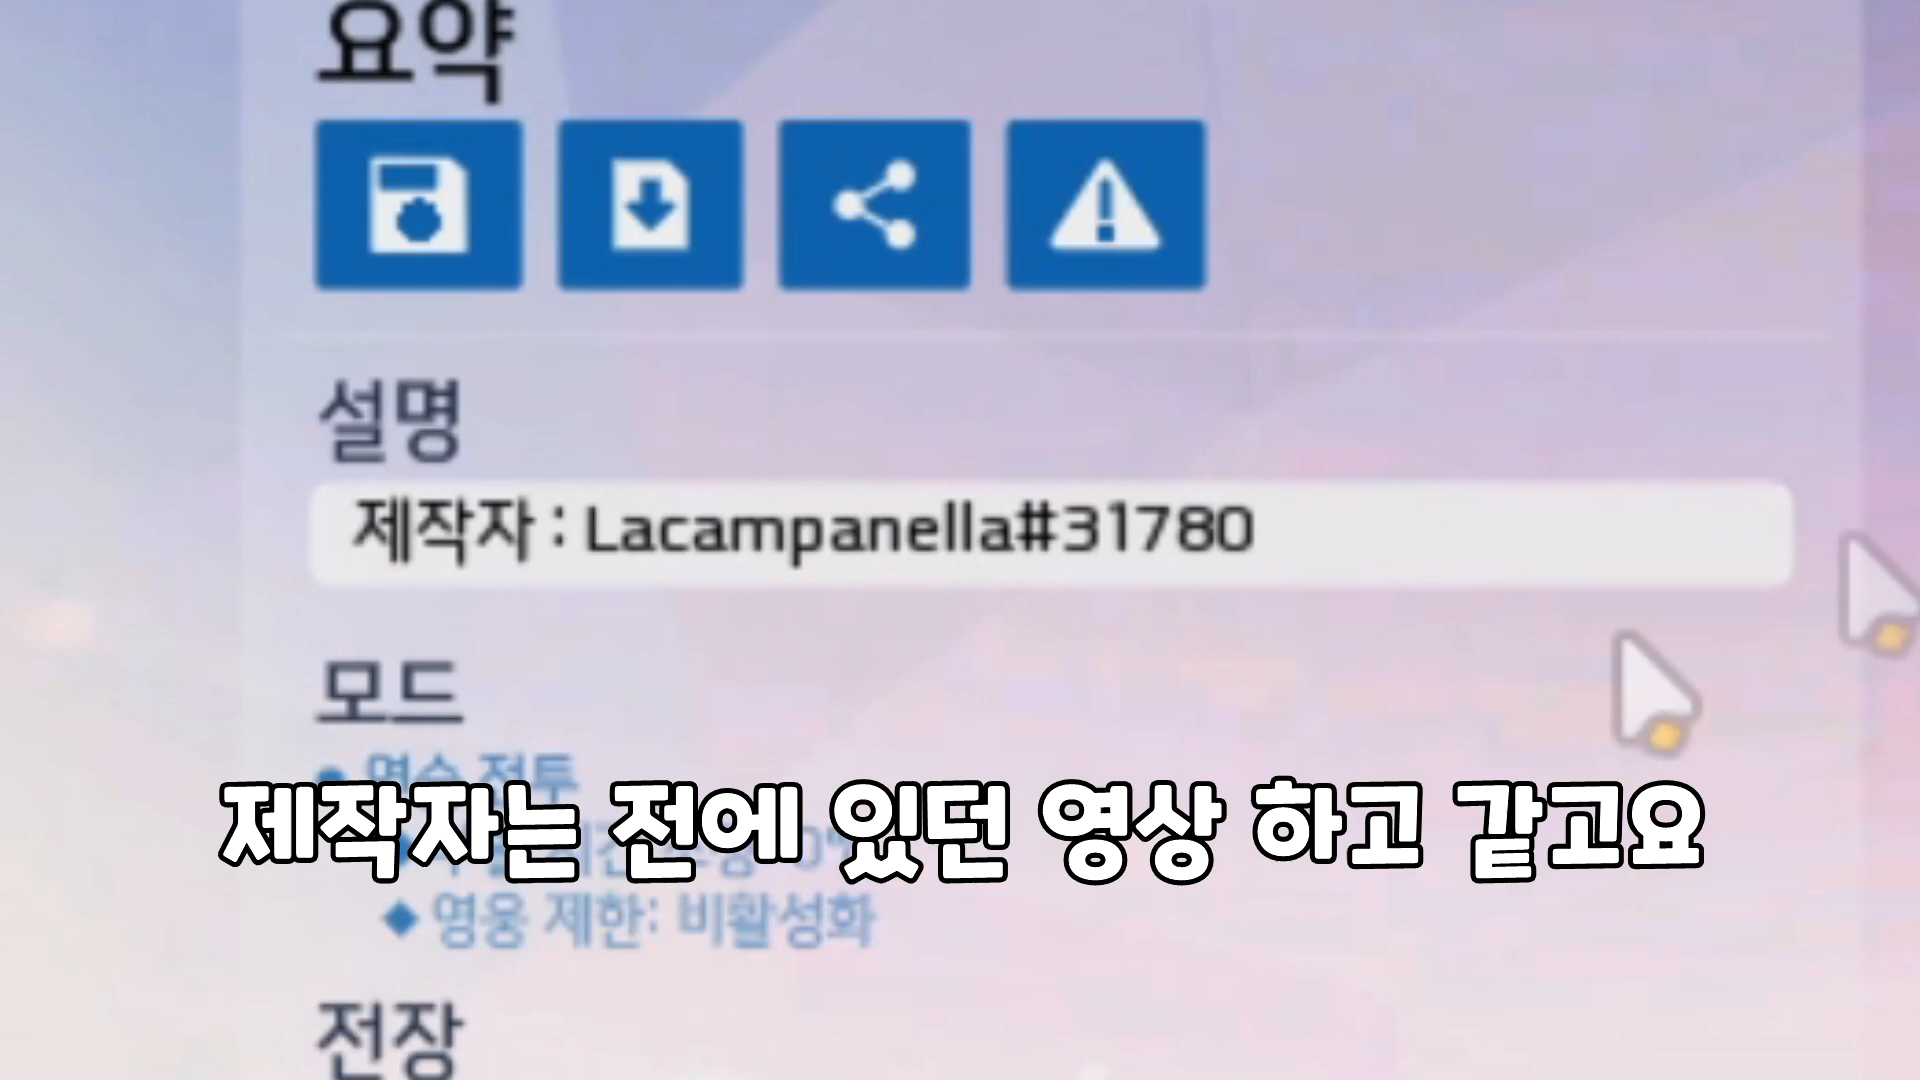 요약
설명
제작자 : Lacampanella#31780
모드
제작자는 전에 있던 영상 하고 같고요
영웅 제한: 비활성화
전장